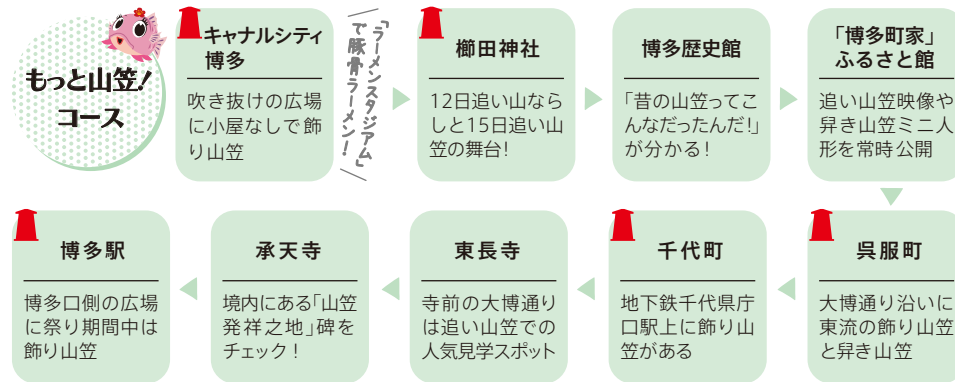 もっと山笠!
コース
キャナルシティ
博多
吹き抜けの広場
に小屋なしで飾
り山笠
「ラーメンスタジアム」
で豚骨ラーメン!
櫛田神社
12日追い山なら
しと15日追い山
笠の舞台!
博多歴史館
「昔の山笠ってこ
んなだったんだ!」
が分かる!
「博多町家」
ふるさと館
追い山笠映像や
舁き山笠ミニ人
形を常時公開
呉服町
大博通り沿いに
東流の飾り山笠
と舁き山笠
千代町
地下鉄千代県庁
口駅上に飾り山
笠がある
東長寺
寺前の大博通り
は追い山笠での
人気見学スポット
承天寺
境内にある「山笠
発祥之地」碑を
チェック!
博多駅
博多口側の広場
に祭り期間中は
飾り山笠